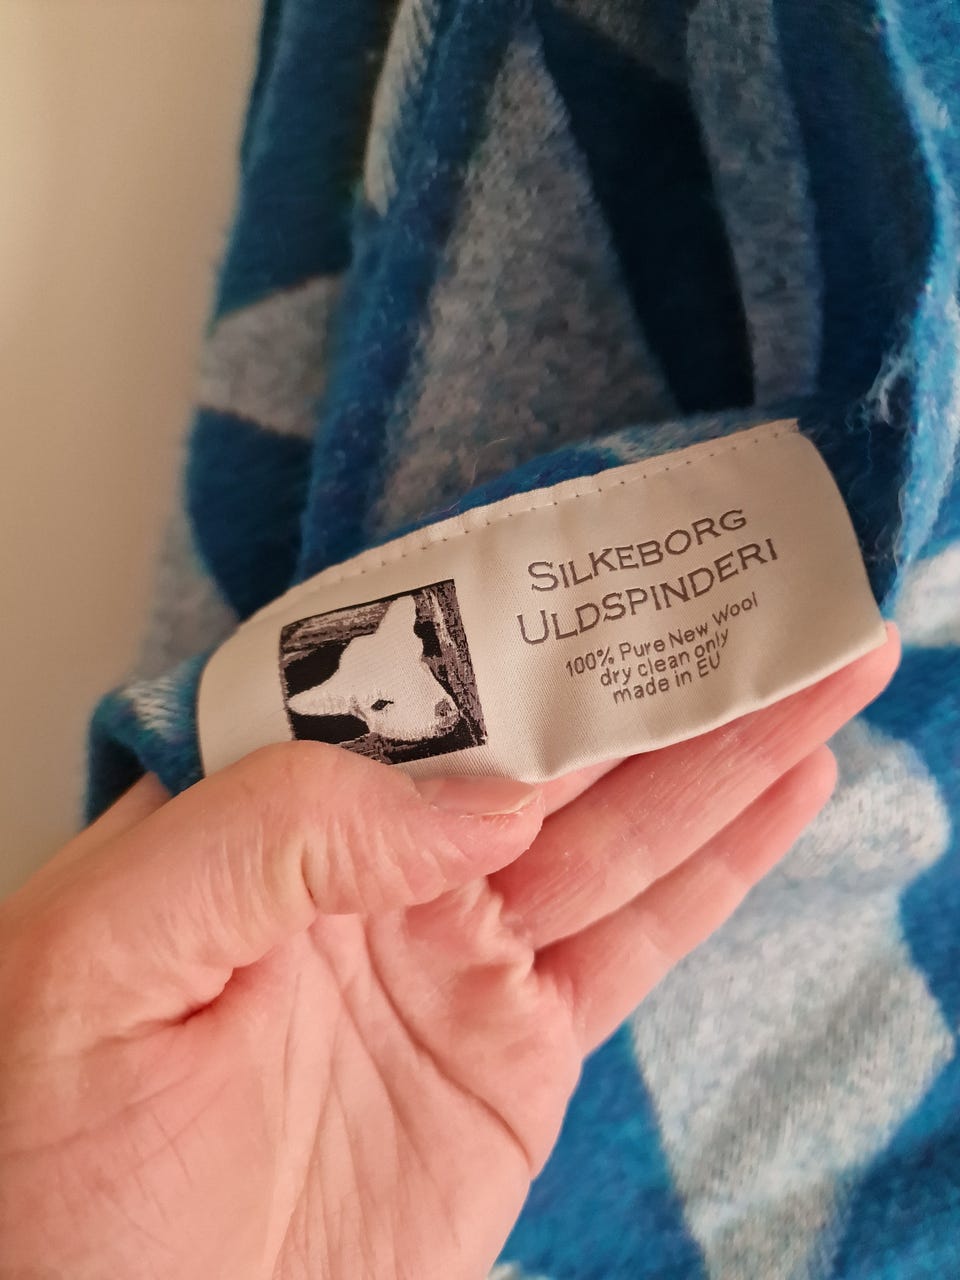 SILKEBORG
ULDSPINDERI
100% Pure New Wool
dry clean only
made in EU